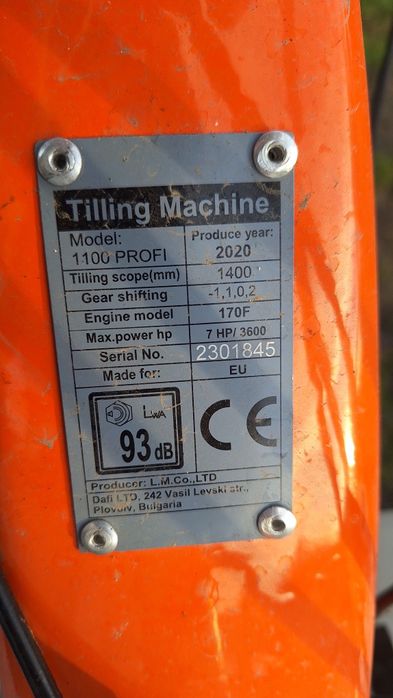 Tilling Machine
Model:
1100 PROFI
Produce year:
2020
Tilling scope(mm) 1400
Gear shifting -1,1,0,2
Engine model 170F
Max.power hp 7 HP/ 3600
Serial No. 2301845
Made for: EU
LWA
93 dB
CE
Producer: L.M.Co.,LTD
Dafi LTD, 242 Vasil Levski str.,
Plovdiv, Bulgaria